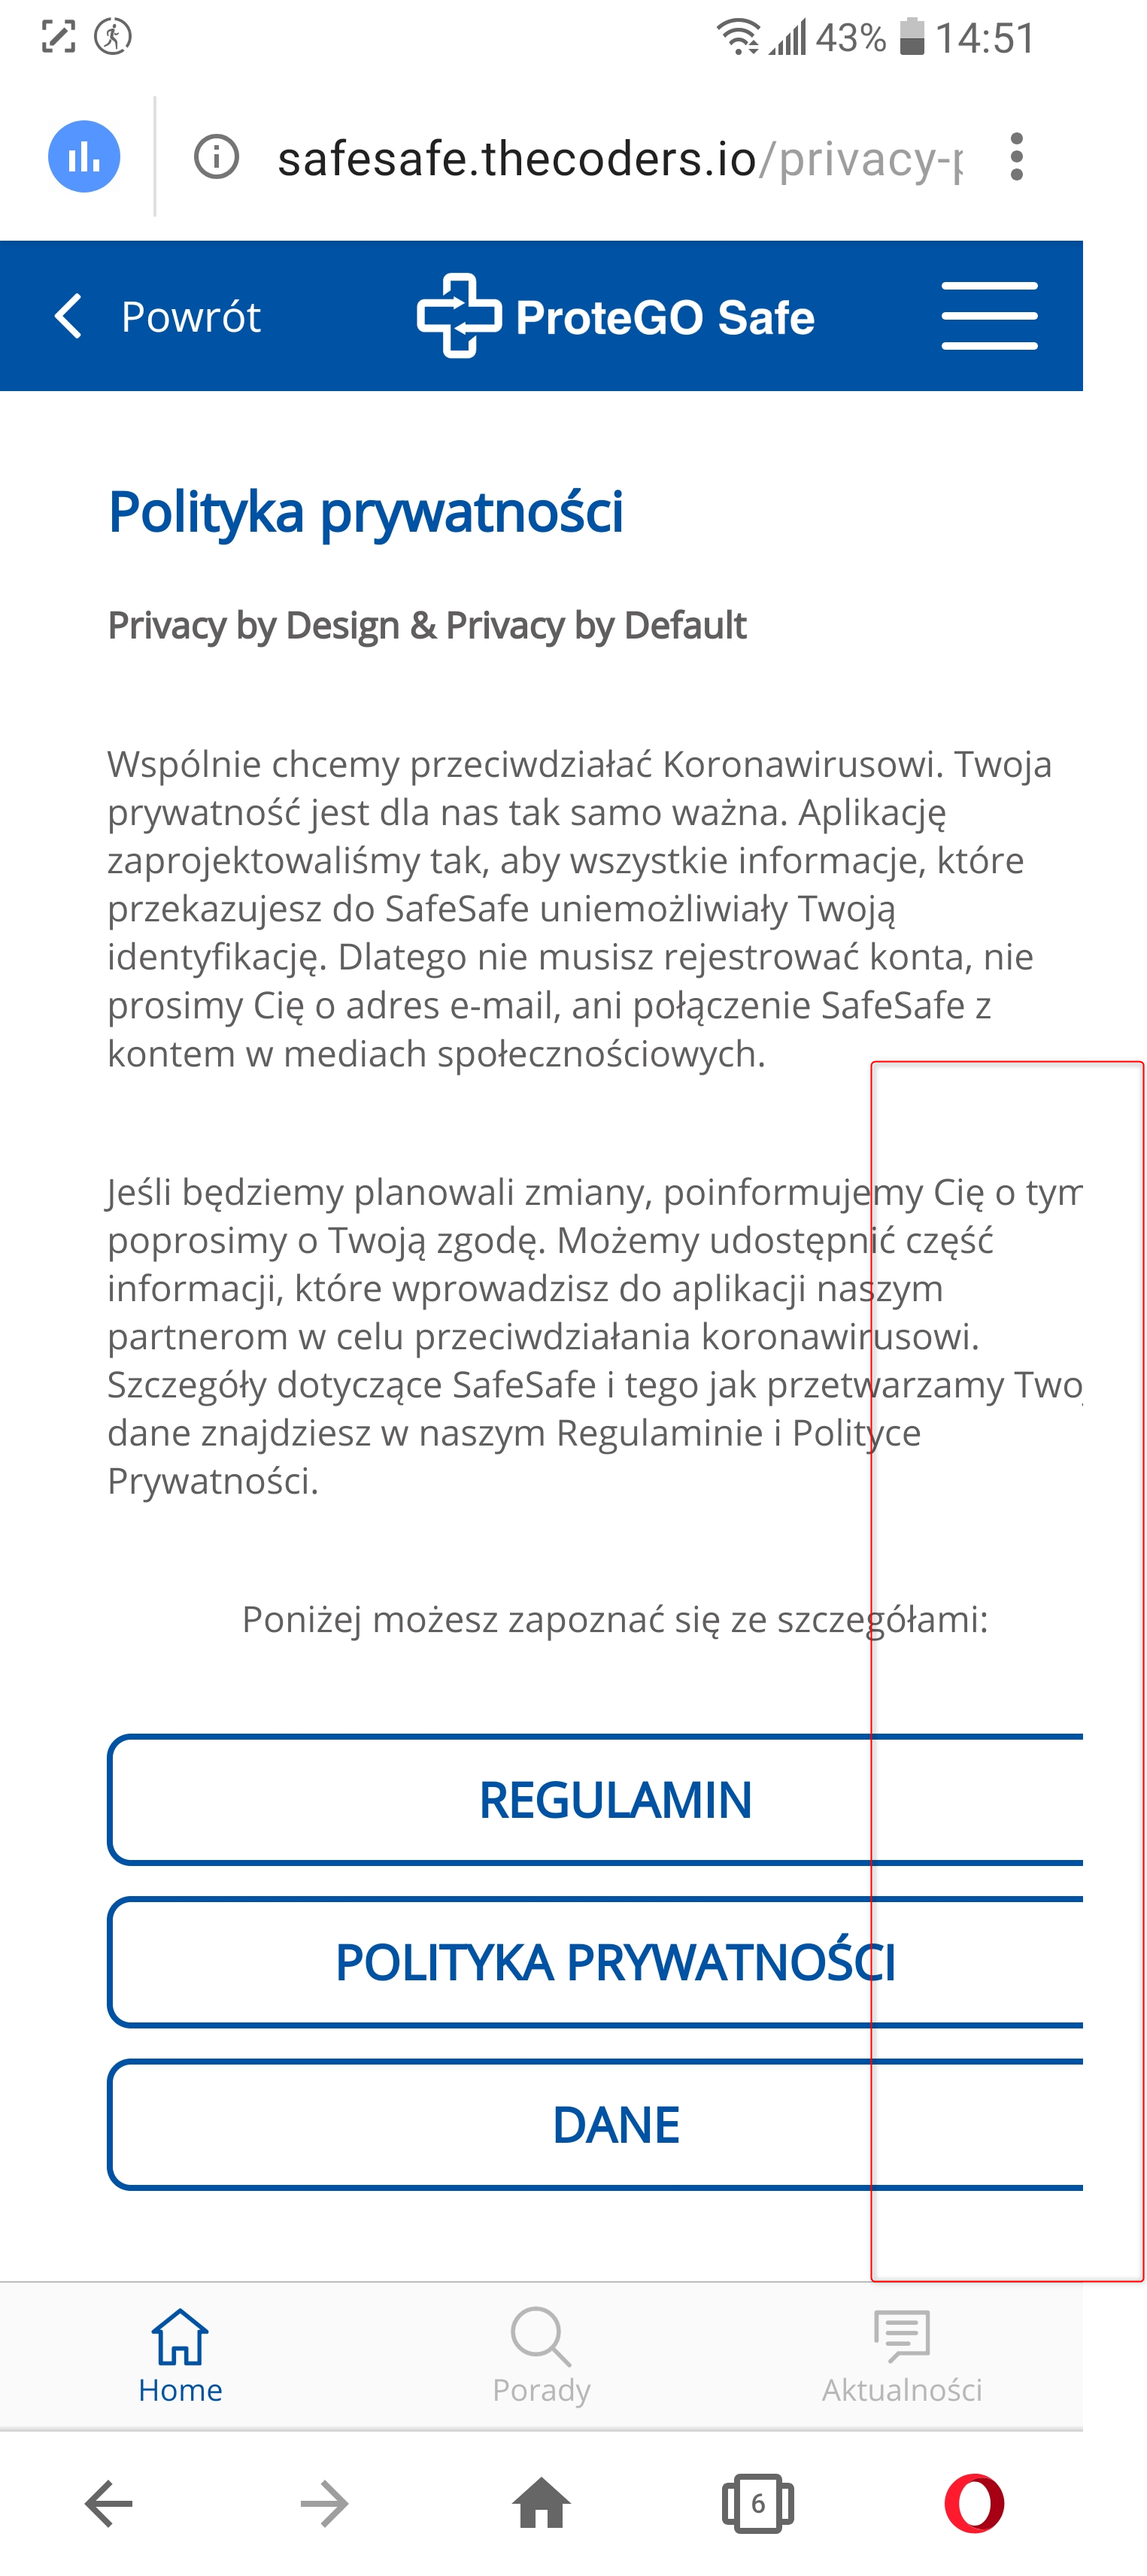 43% 14:51
safesafe.thecoders.io/privacy-
Powrót ProteGO Safe
Polityka prywatności
Privacy by Design & Privacy by Default
Wspólnie chcemy przeciwdziałać Koronawirusowi. Twoja
prywatność jest dla nas tak samo ważna. Aplikację
zaprojektowaliśmy tak, aby wszystkie informacje, które
przekazujesz do SafeSafe uniemożliwiały Twoją
identyfikację. Dlatego nie musisz rejestrować konta, nie
prosimy Cię o adres e-mail, ani połączenie SafeSafe z
kontem w mediach społecznościowych.
Jeśli będziemy planowali zmiany, poinformujemy Cię o tym
poprosimy o Twoją zgodę. Możemy udostępnić część
informacji, które wprowadzisz do aplikacji naszym
partnerom w celu przeciwdziałania koronawirusowi.
Szczegóły dotyczące SafeSafe i tego jak przetwarzamy Twoj
dane znajdziesz w naszym Regulaminie i Polityce
Prywatności.
Poniżej możesz zapoznać się ze szczegółami:
REGULAMIN
POLITYKA PRYWATNOŚCI
DANE
Home Porady Aktualności
6